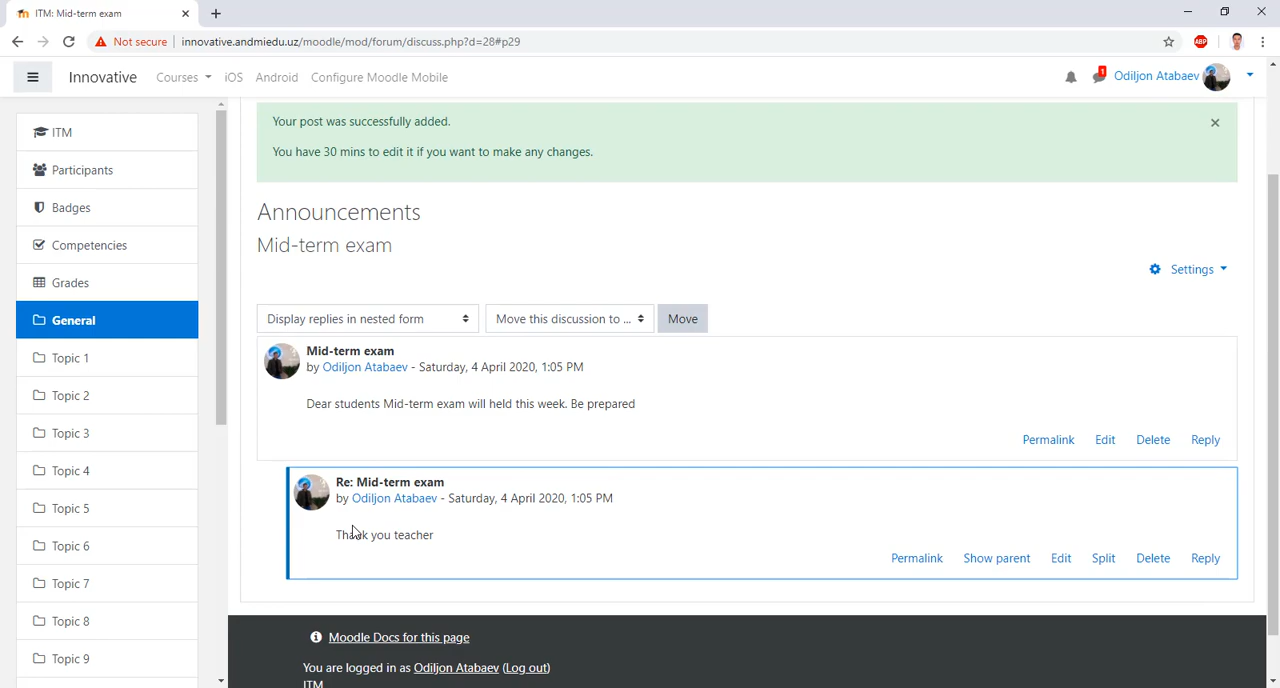 ITM: Mid-term exam
Not secure innovative.andmiedu.uz/moodle/mod/forum/discuss.php?d=28#p29 ABP
Innovative Courses iOS Android Configure Moodle Mobile 1 Odiljon Atabaev
ITM
Participants
Badges
Competencies
Grades
General
Topic 1
Topic 2
Topic 3
Topic 4
Topic 5
Topic 6
Topic 7
Topic 8
Topic 9
Your post was successfully added.
You have 30 mins to edit it if you want to make any changes.
Announcements
Mid-term exam
Settings
Display replies in nested form Move this discussion to ... Move
Mid-term exam
by Odiljon Atabaev - Saturday, 4 April 2020, 1:05 PM
Dear students Mid-term exam will held this week. Be prepared
Permalink Edit Delete Reply
Re: Mid-term exam
by Odiljon Atabaev - Saturday, 4 April 2020, 1:05 PM
Thank you teacher
Permalink Show parent Edit Split Delete Reply
Moodle Docs for this page
You are logged in as Odiljon Atabaev (Log out)
ITM